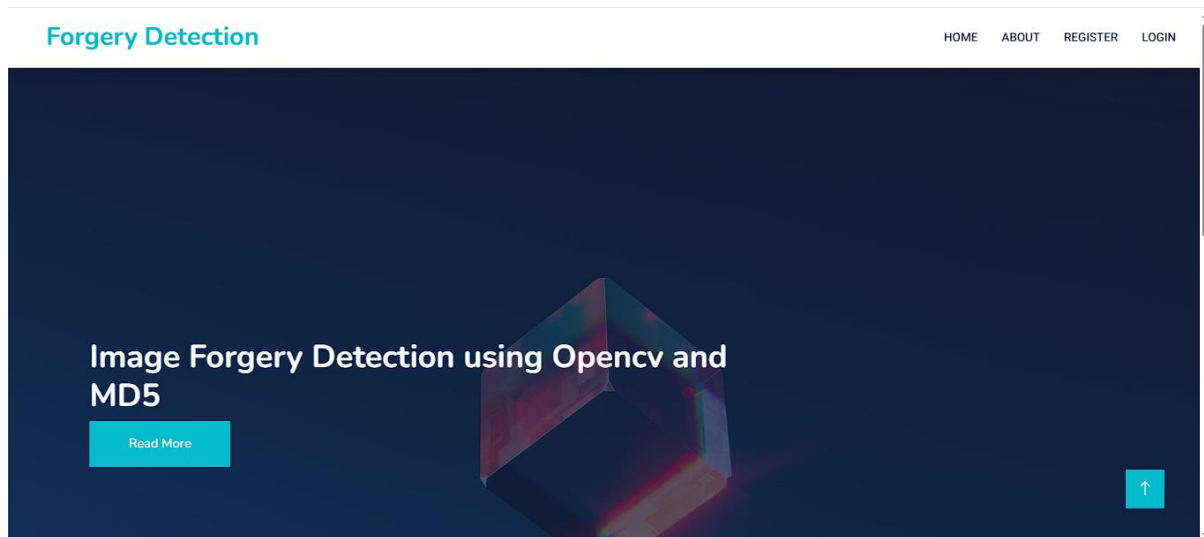 Forgery Detection
HOME ABOUT REGISTER LOGIN
Image Forgery Detection using Opencv and
MD5
Read More